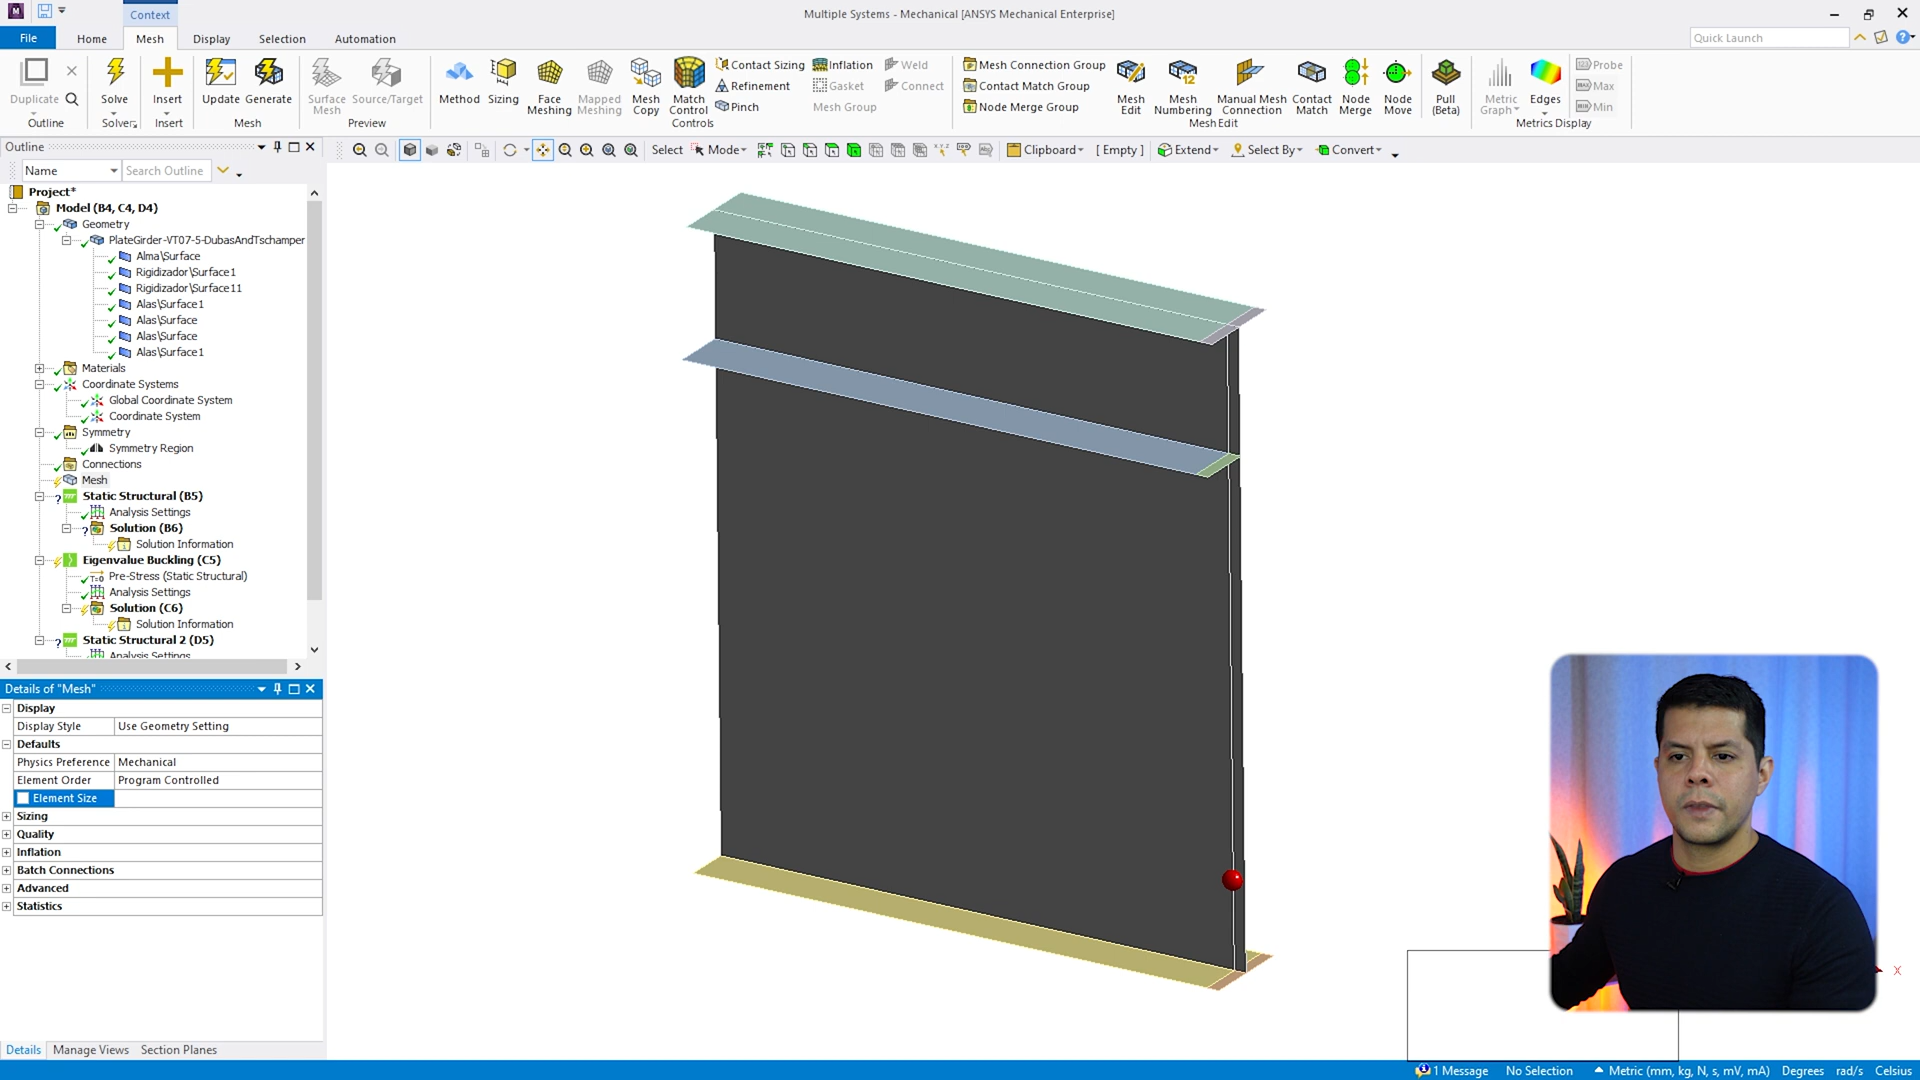 Context
Multiple Systems - Mechanical [ANSYS Mechanical Enterprise]
File
Home
Mesh
Display
Selection
Automation
Quick Launch
Duplicate
Outline
Solve
Solver
Insert
Insert
Update
Generate
Mesh
Surface Mesh
Source/Target
Preview
Method
Sizing
Face Meshing
Mapped Meshing
Mesh Copy
Match Control
Contact Sizing
Refinement
Pinch
Inflation
Gasket
Mesh Group
Weld
Connect
Controls
Mesh Connection Group
Contact Match Group
Node Merge Group
Mesh Edit
Mesh Numbering
Manual Mesh Connection
Contact Match
Node Merge
Node Move
Pull (Beta)
Mesh Edit
Metric Graph
Edges
Probe
Max
Min
Metrics Display
Outline
Select
Mode
Clipboard
[ Empty ]
Extend
Select By
Convert
Name
Search Outline
Project*
Model (B4, C4, D4)
Geometry
PlateGirder-VT07-5-DubasAndTschamper
Alma\Surface
Rigidizador\Surface1
Rigidizador\Surface11
Alas\Surface1
Alas\Surface
Alas\Surface
Alas\Surface1
Materials
Coordinate Systems
Global Coordinate System
Coordinate System
Symmetry
Symmetry Region
Connections
Mesh
Static Structural (B5)
Analysis Settings
Solution (B6)
Solution Information
Eigenvalue Buckling (C5)
Pre-Stress (Static Structural)
Analysis Settings
Solution (C6)
Solution Information
Static Structural 2 (D5)
Analysis Settings
Details of "Mesh"
Display
Display Style Use Geometry Setting
Defaults
Physics Preference Mechanical
Element Order Program Controlled
Element Size
Sizing
Quality
Inflation
Batch Connections
Advanced
Statistics
X
Details
Manage Views
Section Planes
1 Message
No Selection
Metric (mm, kg, N, s, mV, mA)
Degrees
rad/s
Celsius